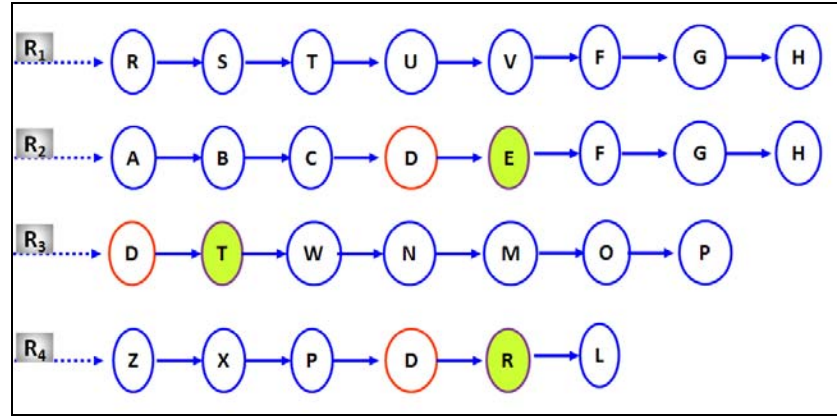 R1 R S T U V F G H
R2 A B C D E F G H
R3 D T W N M O P
R4 Z X P D R L